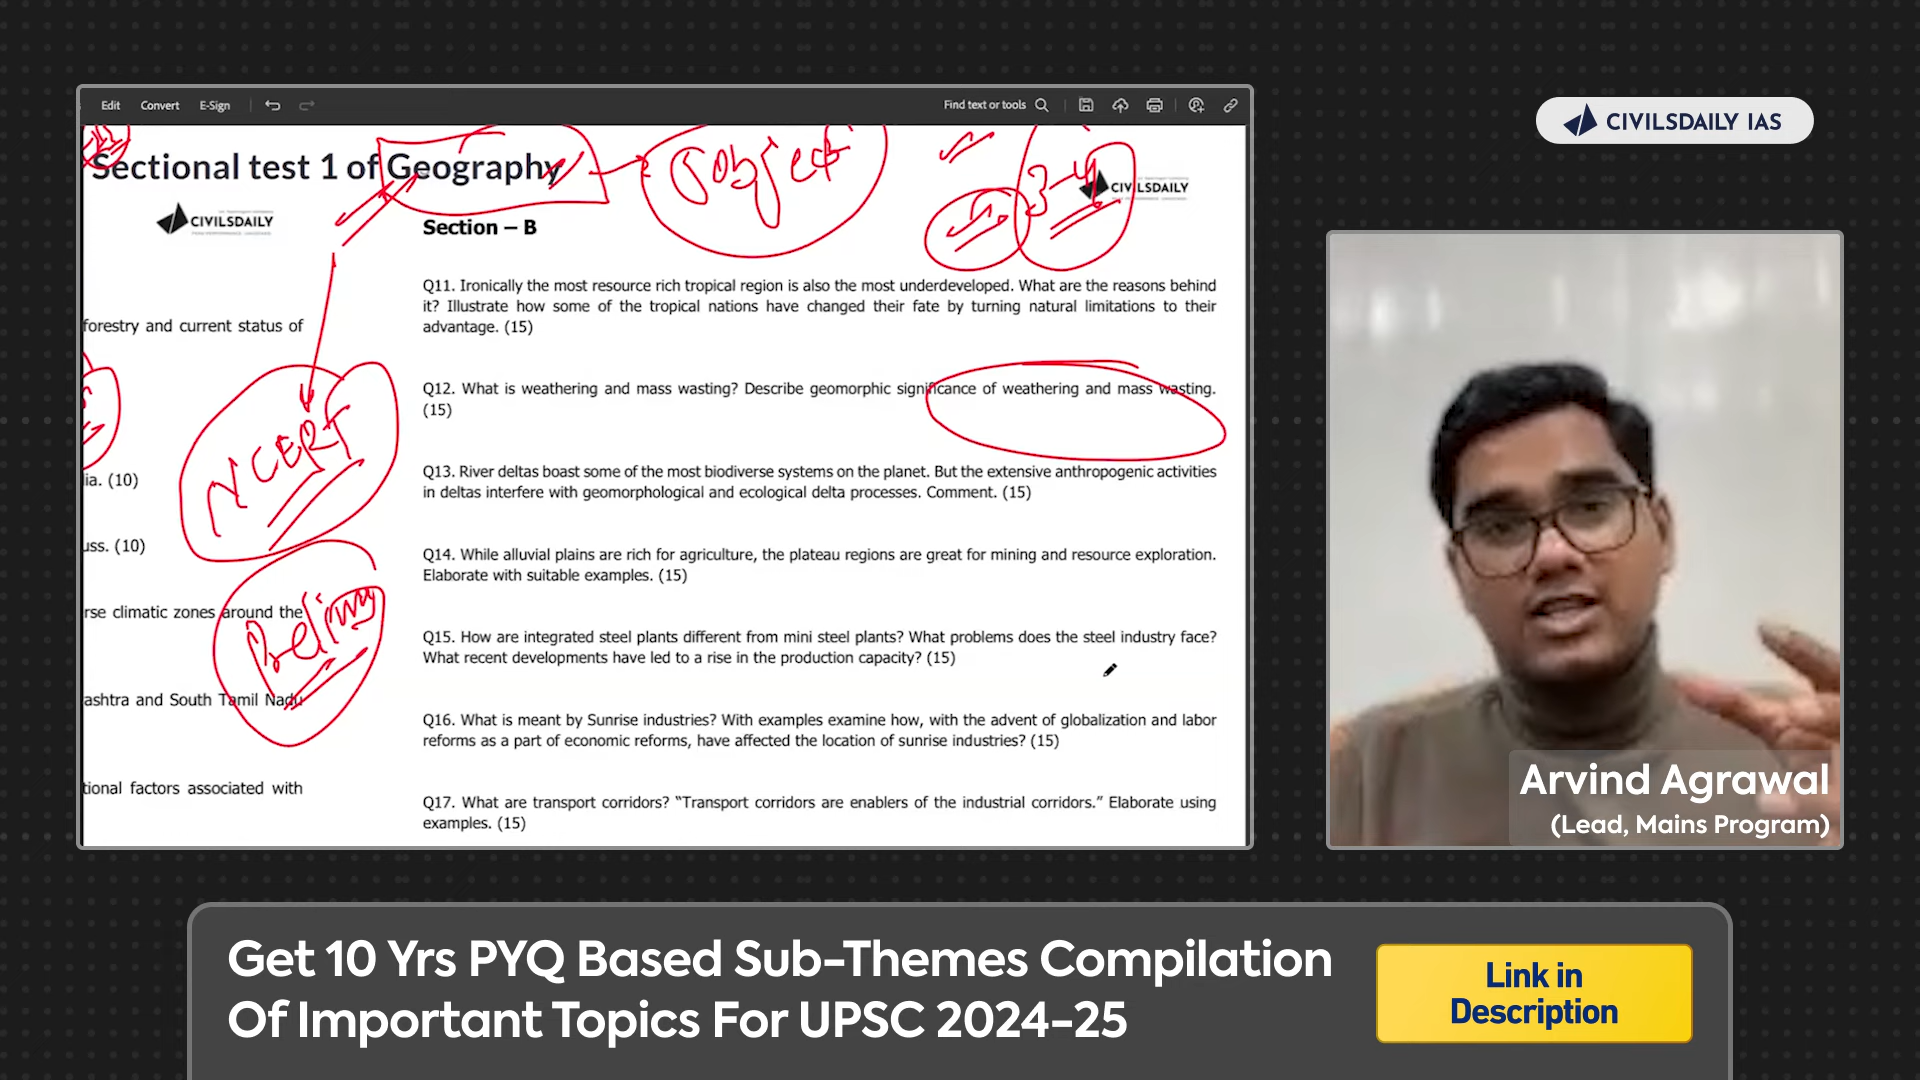 Edit Convert E-Sign
Find text or tools
CIVILSDAILY IAS
Sectional test 1 of Geography
Subject
3-4
CIVILSDAILY
CIVILSDAILY
Section – B
Q11. Ironically the most resource rich tropical region is also the most underdeveloped. What are the reasons behind
it? Illustrate how some of the tropical nations have changed their fate by turning natural limitations to their
advantage. (15)
forestry and current status of
Q12. What is weathering and mass wasting? Describe geomorphic significance of weathering and mass wasting.
(15)
NCERT
ia. (10)
Q13. River deltas boast some of the most biodiverse systems on the planet. But the extensive anthropogenic activities
in deltas interfere with geomorphological and ecological delta processes. Comment. (15)
uss. (10)
Q14. While alluvial plains are rich for agriculture, the plateau regions are great for mining and resource exploration.
Elaborate with suitable examples. (15)
rse climatic zones around the
Prelims
Q15. How are integrated steel plants different from mini steel plants? What problems does the steel industry face?
What recent developments have led to a rise in the production capacity? (15)
ashtra and South Tamil Nadu
Q16. What is meant by Sunrise industries? With examples examine how, with the advent of globalization and labor
reforms as a part of economic reforms, have affected the location of sunrise industries? (15)
tional factors associated with
Q17. What are transport corridors? “Transport corridors are enablers of the industrial corridors.” Elaborate using
examples. (15)
Arvind Agrawal
(Lead, Mains Program)
Get 10 Yrs PYQ Based Sub-Themes Compilation
Of Important Topics For UPSC 2024-25
Link in
Description